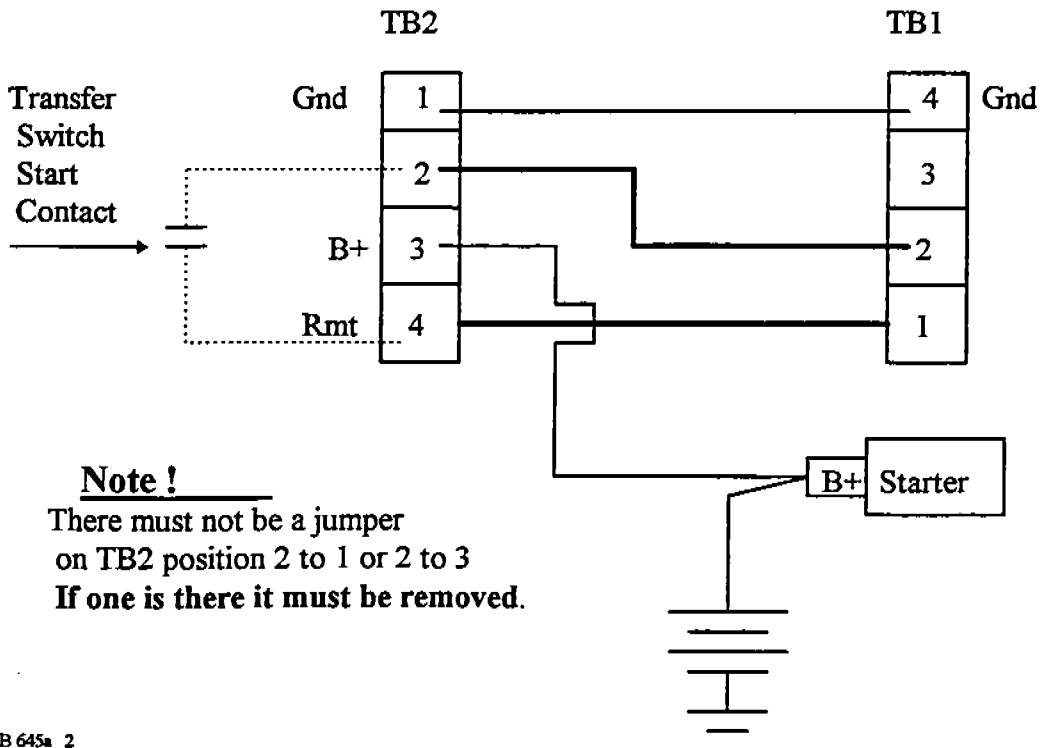 TB2
TB1
Transfer
Switch
Start
Contact
Gnd
1
2
B+
3
Rmt
4
4
Gnd
3
2
1
B+
Starter
Note !
There must not be a jumper
on TB2 position 2 to 1 or 2 to 3
If one is there it must be removed.
B 645a 2